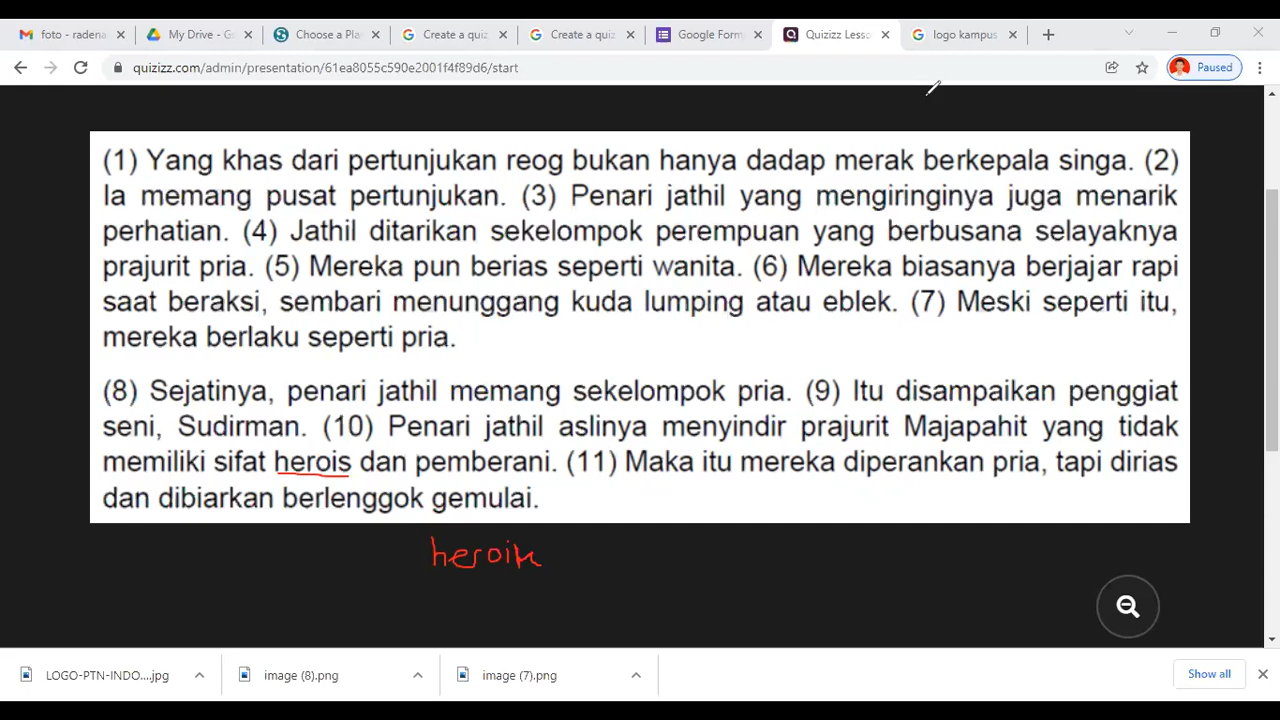 foto - radena
My Drive - Go
Choose a Pla
Create a quiz
Create a quiz
Google Form
Quizizz Lesso
logo kampus
quizizz.com/admin/presentation/61ea8055c590e2001f4f89d6/start
Paused
(1) Yang khas dari pertunjukan reog bukan hanya dadap merak berkepala singa. (2)
Ia memang pusat pertunjukan. (3) Penari jathil yang mengiringinya juga menarik
perhatian. (4) Jathil ditarikan sekelompok perempuan yang berbusana selayaknya
prajurit pria. (5) Mereka pun berias seperti wanita. (6) Mereka biasanya berjajar rapi
saat beraksi, sembari menunggang kuda lumping atau eblek. (7) Meski seperti itu,
mereka berlaku seperti pria.
(8) Sejatinya, penari jathil memang sekelompok pria. (9) Itu disampaikan penggiat
seni, Sudirman. (10) Penari jathil aslinya menyindir prajurit Majapahit yang tidak
memiliki sifat herois dan pemberani. (11) Maka itu mereka diperankan pria, tapi dirias
dan dibiarkan berlenggok gemulai.
heroik
LOGO-PTN-INDO....jpg
image (8).png
image (7).png
Show all